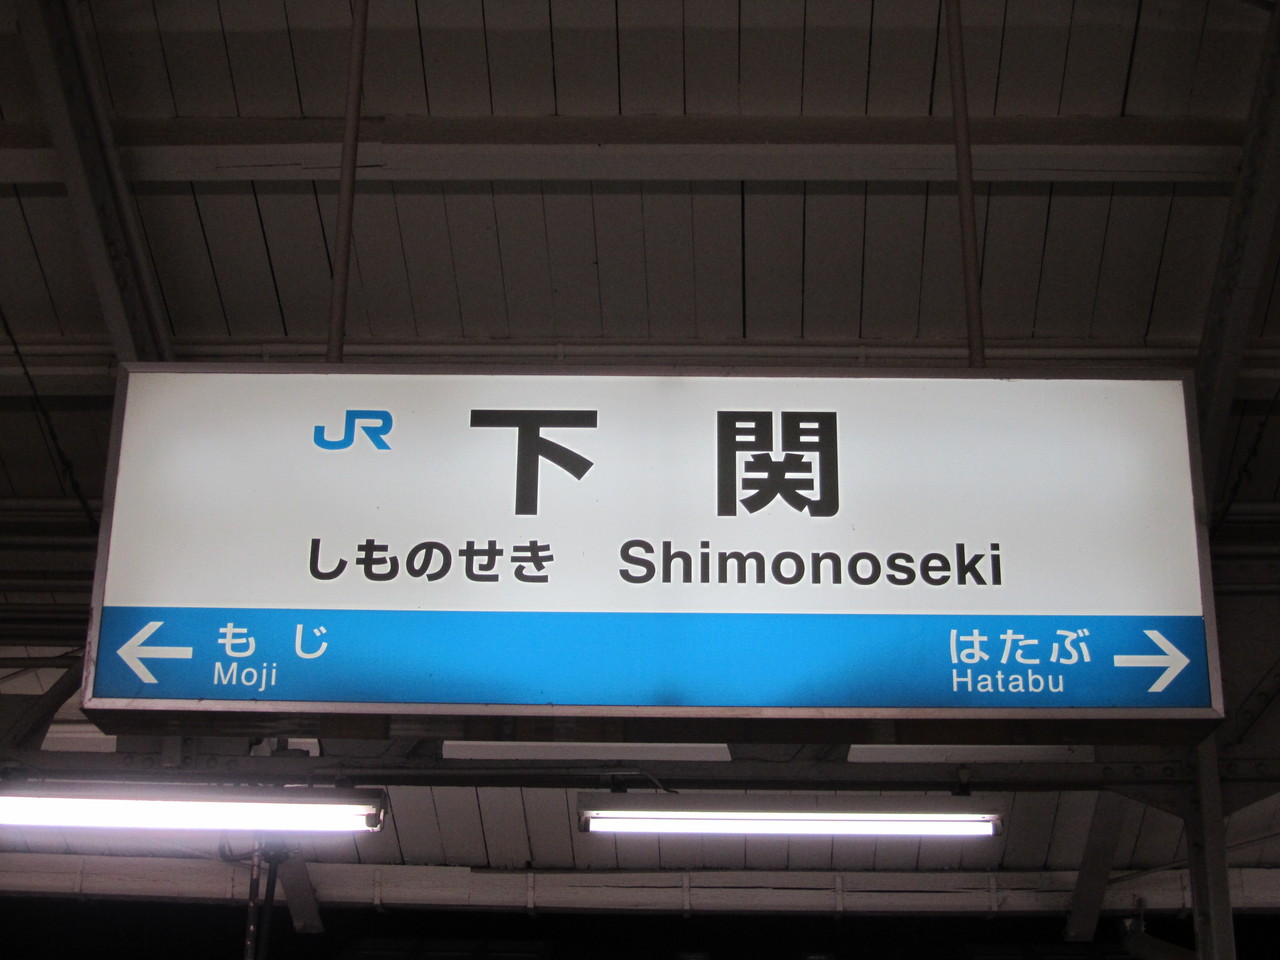 JR 下関
しものせき Shimonoseki
← もじ はたぶ →
Moji Hatabu